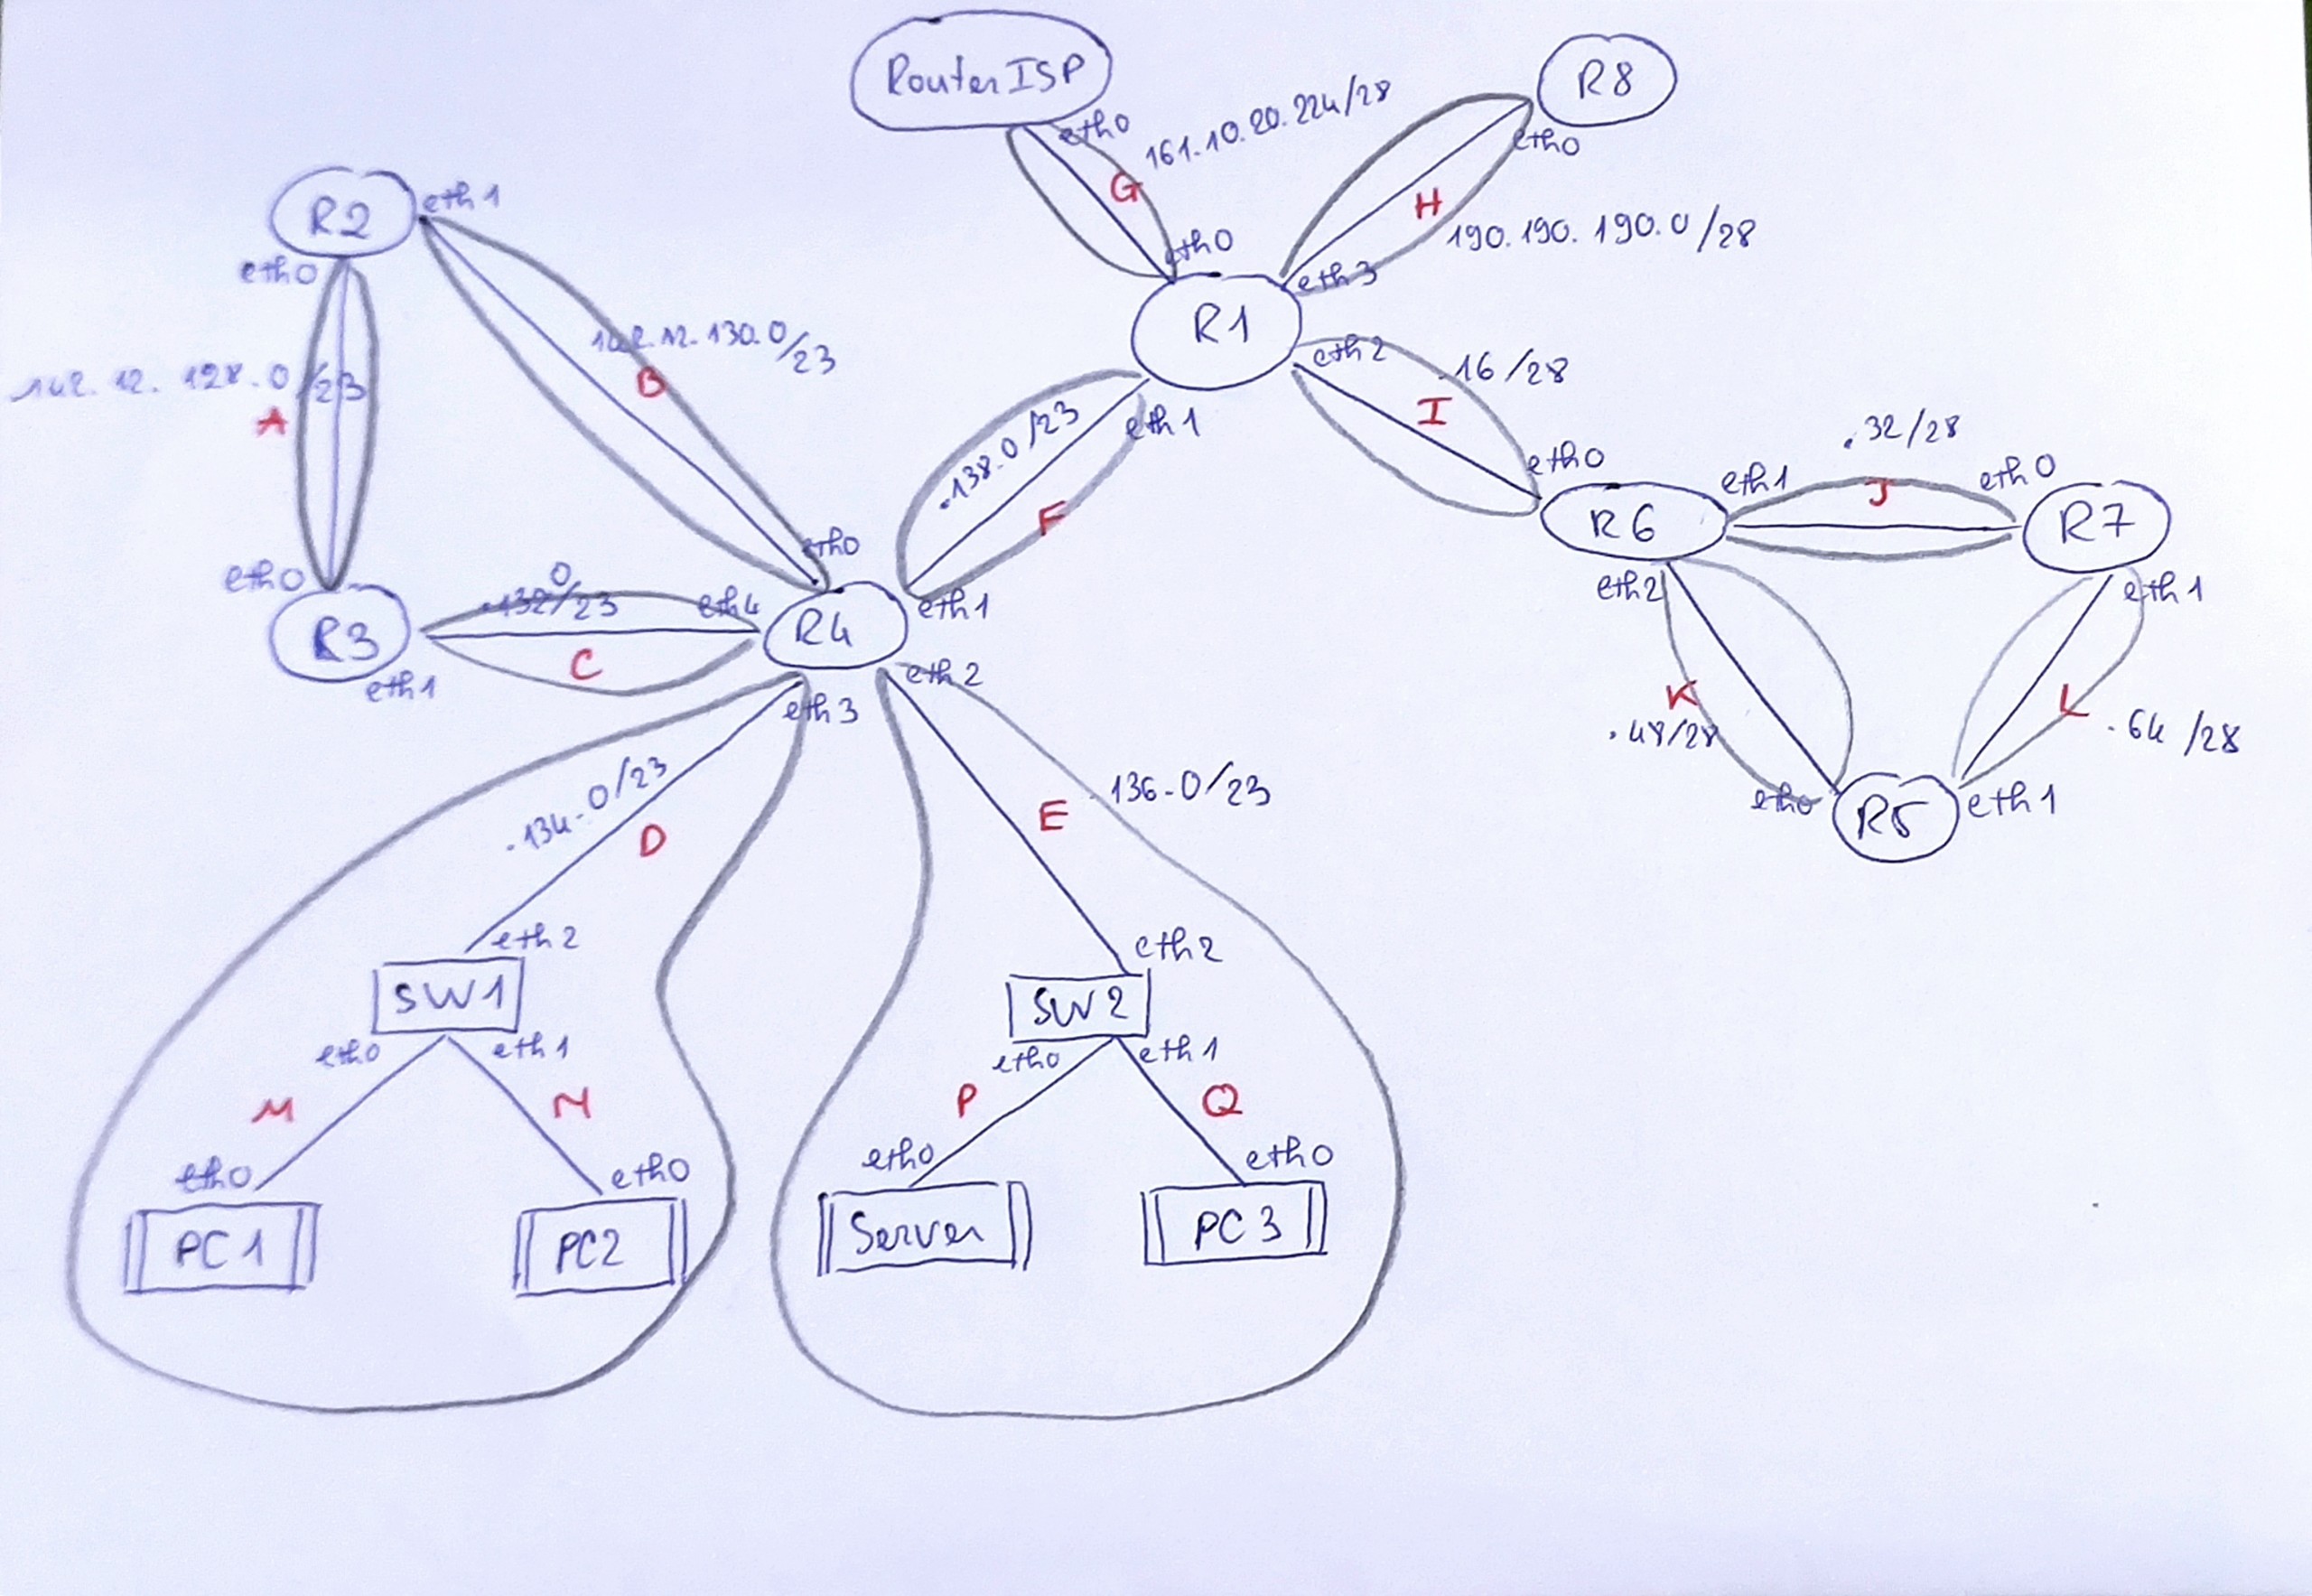 Router ISP
R8
eth0
161.10.20.224/28
eth0
G
H
R2
eth1
190.190.190.0/28
eth0
eth3
eth0
R1
142.12.130.0/23
eth2
.16/28
142.12.128.0/23
B
I
A
.138.0/23
eth1
.32/28
eth0
eth1
J
eth0
F
R6
R7
eth0
eth0
.132.0/23
eth4
eth1
eth2
eth1
R3
R4
C
eth1
eth2
eth3
K
L
.48/28
.64/28
.134.0/23
D
E
.136.0/23
eth0
R5
eth1
eth2
eth2
SW1
SW2
eth0
eth1
eth0
eth1
M
N
P
Q
eth0
eth0
eth0
eth0
PC1
PC2
Server
PC3